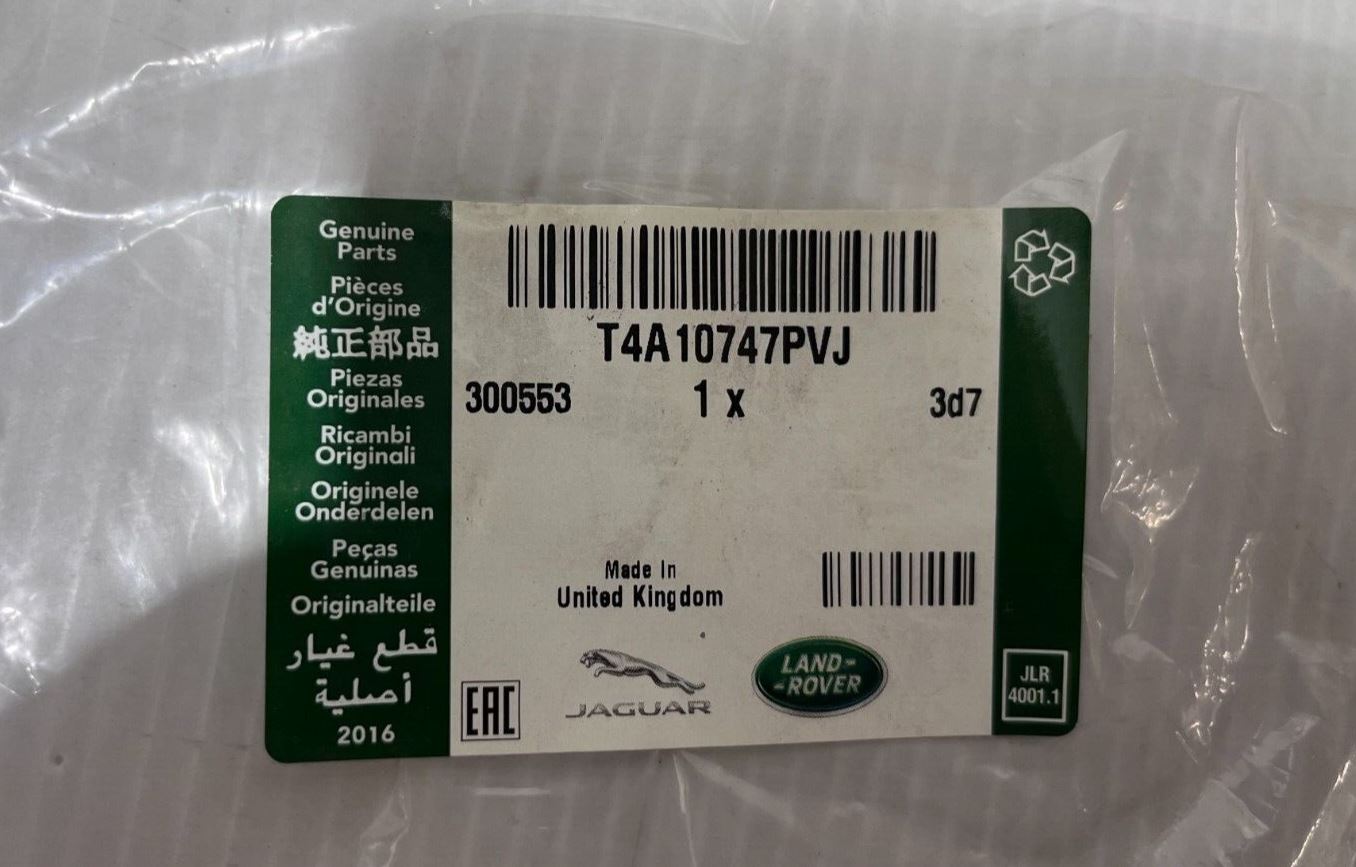 Genuine
Parts
Pièces
d'Origine
純正部品
Piezas
Originales
Ricambi
Originali
Originele
Onderdelen
Peças
Genuinas
Originalteile
قطع غيار
أصلية
2016
T4A10747PVJ
300553 1 x 3d7
Made In
United Kingdom
EAC
JAGUAR
LAND-
-ROVER
JLR
4001.1